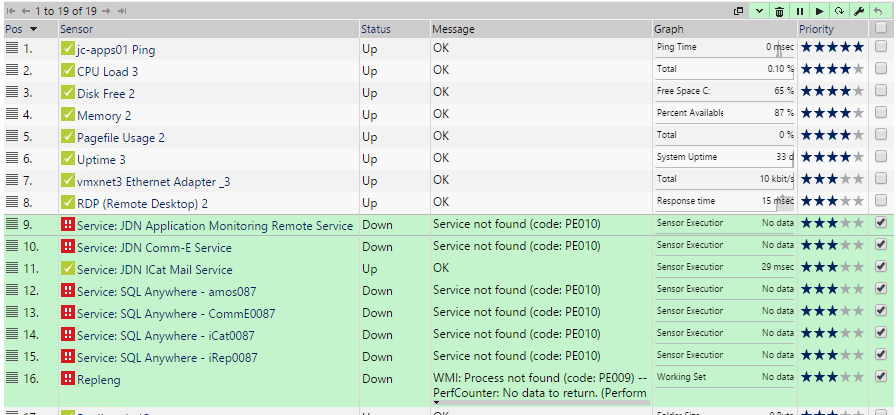 1 to 19 of 19
Pos Sensor Status Message Graph Priority
1. jc-apps01 Ping Up OK Ping Time 0 msec
2. CPU Load 3 Up OK Total 0.10 %
3. Disk Free 2 Up OK Free Space C: 65 %
4. Memory 2 Up OK Percent Available 87 %
5. Pagefile Usage 2 Up OK Total 0 %
6. Uptime 3 Up OK System Uptime 33 d
7. vmxnet3 Ethernet Adapter _3 Up OK Total 10 kbit/s
8. RDP (Remote Desktop) 2 Up OK Response time 15 msec
9. Service: JDN Application Monitoring Remote Service Down Service not found (code: PE010) Sensor Execution No data
10. Service: JDN Comm-E Service Down Service not found (code: PE010) Sensor Execution No data
11. Service: JDN ICat Mail Service Up OK Sensor Execution 29 msec
12. Service: SQL Anywhere - amos087 Down Service not found (code: PE010) Sensor Execution No data
13. Service: SQL Anywhere - CommE0087 Down Service not found (code: PE010) Sensor Execution No data
14. Service: SQL Anywhere - iCat0087 Down Service not found (code: PE010) Sensor Execution No data
15. Service: SQL Anywhere - iRep0087 Down Service not found (code: PE010) Sensor Execution No data
16. Repleng Down WMI: Process not found (code: PE009) -- Working Set No data
PerfCounter: No data to return. (Perform